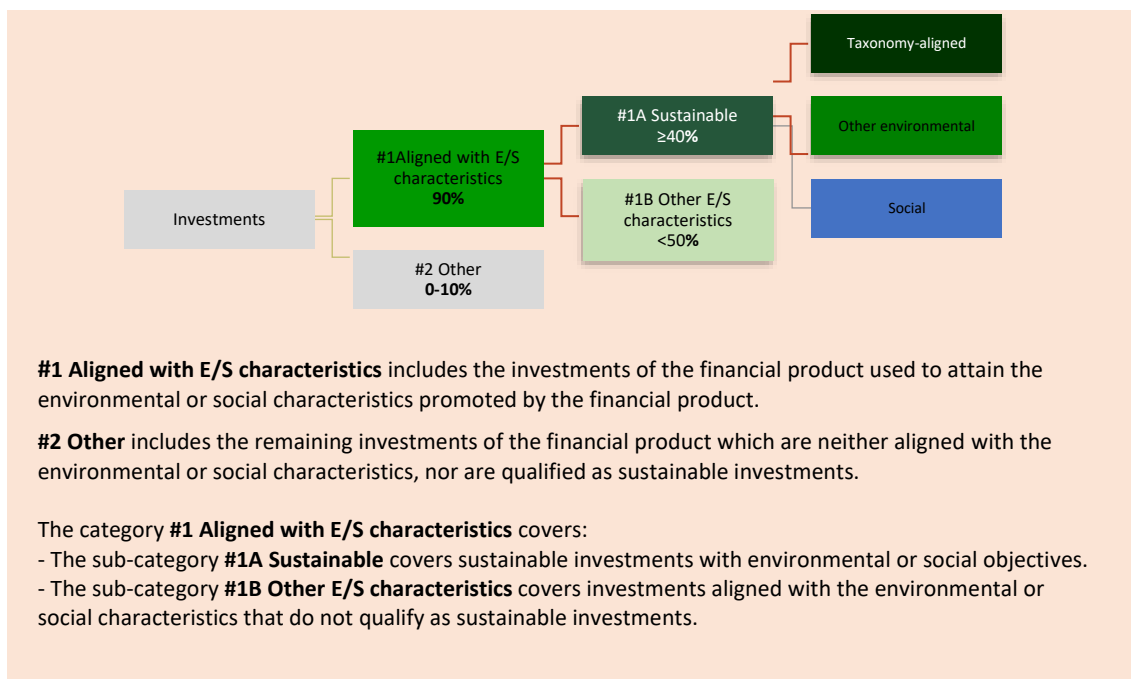 Taxonomy-aligned
#1A Sustainable
≥40%
Other environmental
#1Aligned with E/S
characteristics
90%
#1B Other E/S
characteristics
<50%
Social
Investments
#2 Other
0-10%
#1 Aligned with E/S characteristics includes the investments of the financial product used to attain the
environmental or social characteristics promoted by the financial product.
#2 Other includes the remaining investments of the financial product which are neither aligned with the
environmental or social characteristics, nor are qualified as sustainable investments.
The category #1 Aligned with E/S characteristics covers:
- The sub-category #1A Sustainable covers sustainable investments with environmental or social objectives.
- The sub-category #1B Other E/S characteristics covers investments aligned with the environmental or
social characteristics that do not qualify as sustainable investments.